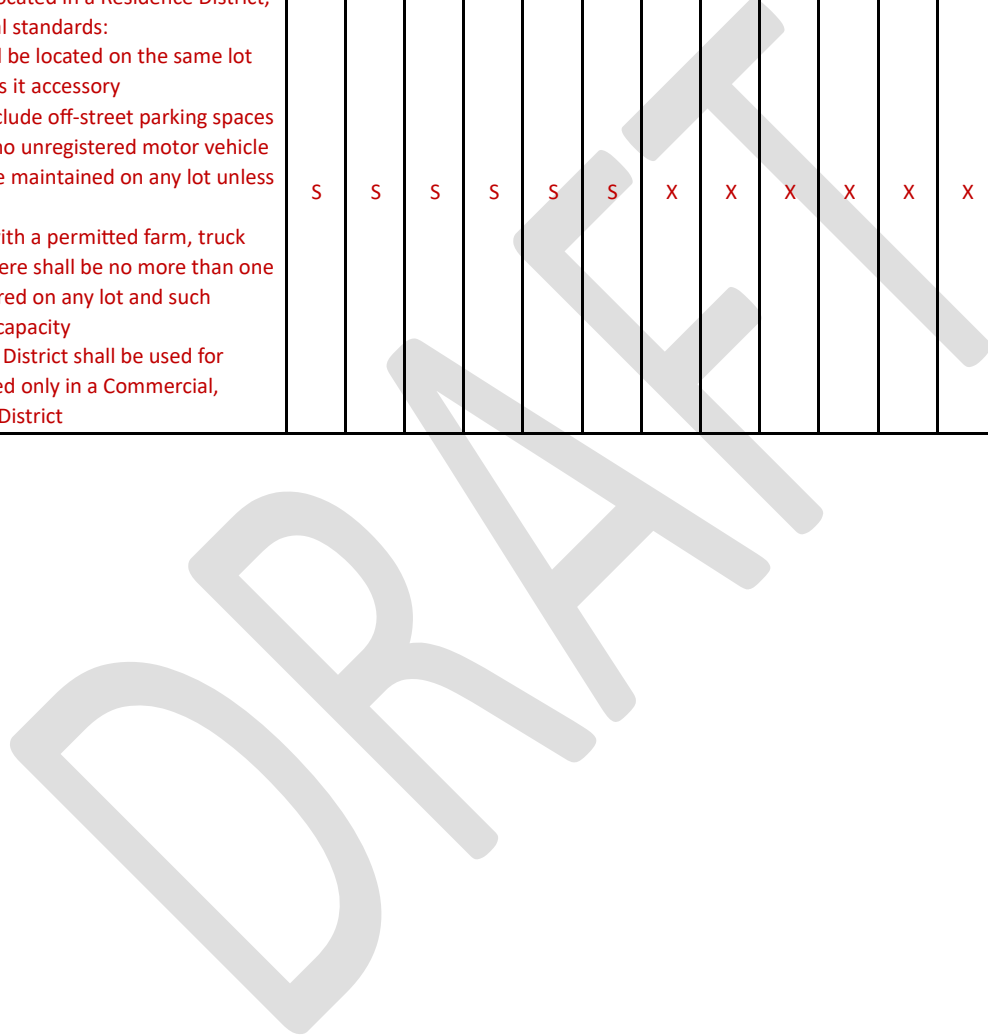 ocated in a Residence District,
al standards:
l be located on the same lot
s it accessory
clude off-street parking spaces
no unregistered motor vehicle
e maintained on any lot unless
S S S S S S X X X X X X
ith a permitted farm, truck
ere shall be no more than one
red on any lot and such
capacity
District shall be used for
ed only in a Commercial,
District
DRAFT